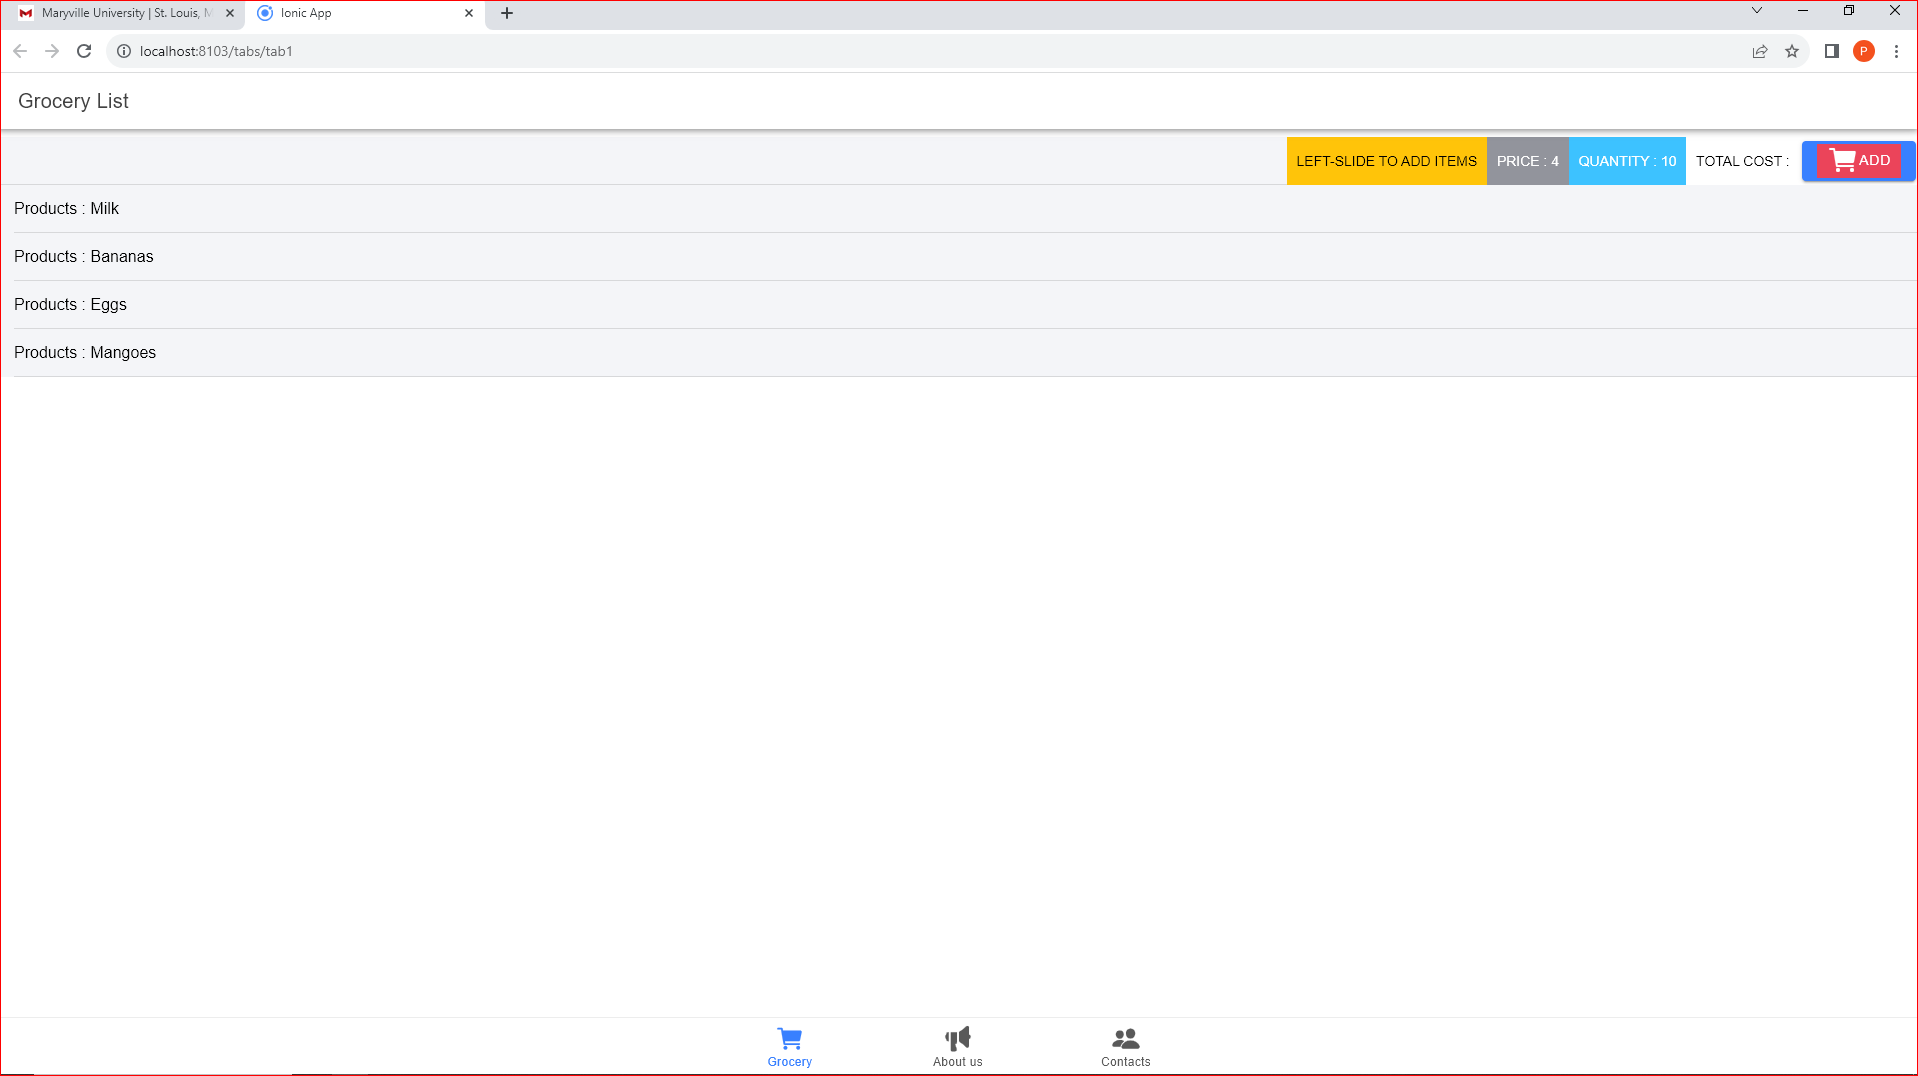 Maryville University | St. Louis, M
Ionic App
localhost:8103/tabs/tab1
P
Grocery List
LEFT-SLIDE TO ADD ITEMS PRICE : 4 QUANTITY : 10 TOTAL COST : ADD
Products : Milk
Products : Bananas
Products : Eggs
Products : Mangoes
Grocery About us Contacts